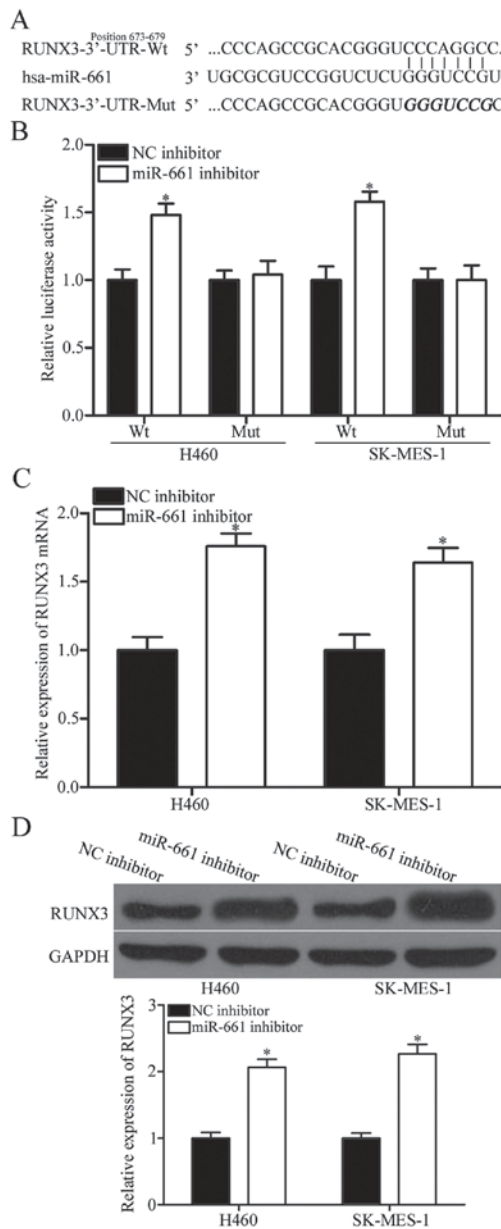 A
Position 673-679
RUNX3-3'-UTR-Wt 5' ...CCCAGCCGCACGGGUCCCAGGCC...
hsa-miR-661 3' UGCGCGUCCGGUCUCUGGGUCCGU
RUNX3-3'-UTR-Mut 5' ...CCCAGCCGCACGGGUGGGUCCGC
B
NC inhibitor
miR-661 inhibitor
Relative luciferase activity
2.0
1.5
1.0
0.5
0.0
* *
Wt Mut Wt Mut
H460 SK-MES-1
C
NC inhibitor
miR-661 inhibitor
Relative expression of RUNX3 mRNA
2.0
1.5
1.0
0.5
0.0
* *
H460 SK-MES-1
D
NC inhibitor miR-661 inhibitor NC inhibitor miR-661 inhibitor
RUNX3
GAPDH
H460 SK-MES-1
NC inhibitor
miR-661 inhibitor
Relative expression of RUNX3
3
2
1
0
* *
H460 SK-MES-1